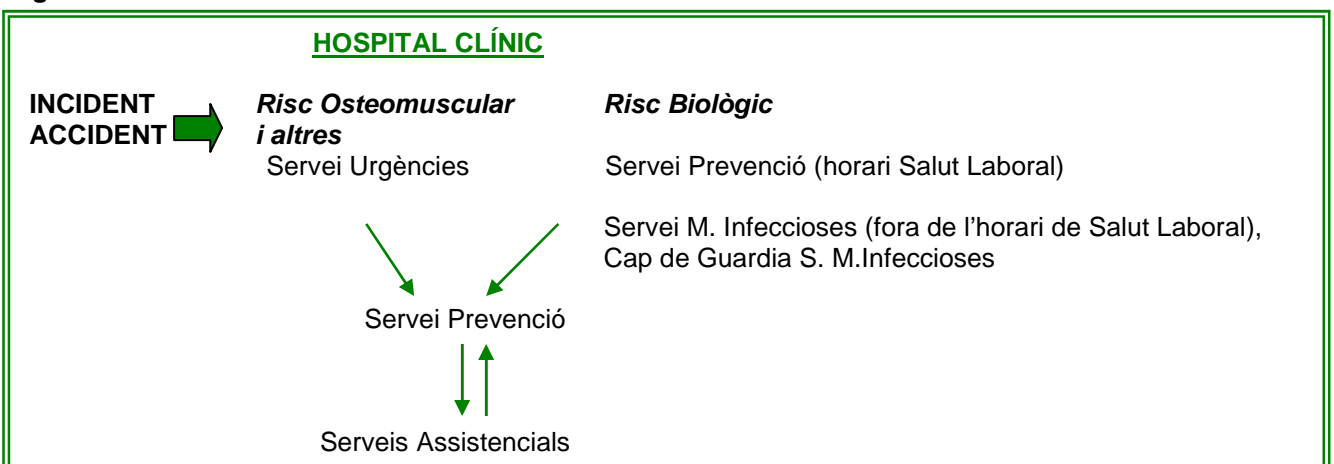 HOSPITAL CLÍNIC
INCIDENT
ACCIDENT
Risc Osteomuscular
i altres
Servei Urgències
Risc Biològic
Servei Prevenció (horari Salut Laboral)
Servei M. Infeccioses (fora de l’horari de Salut Laboral),
Cap de Guardia S. M.Infeccioses
Servei Prevenció
Serveis Assistencials